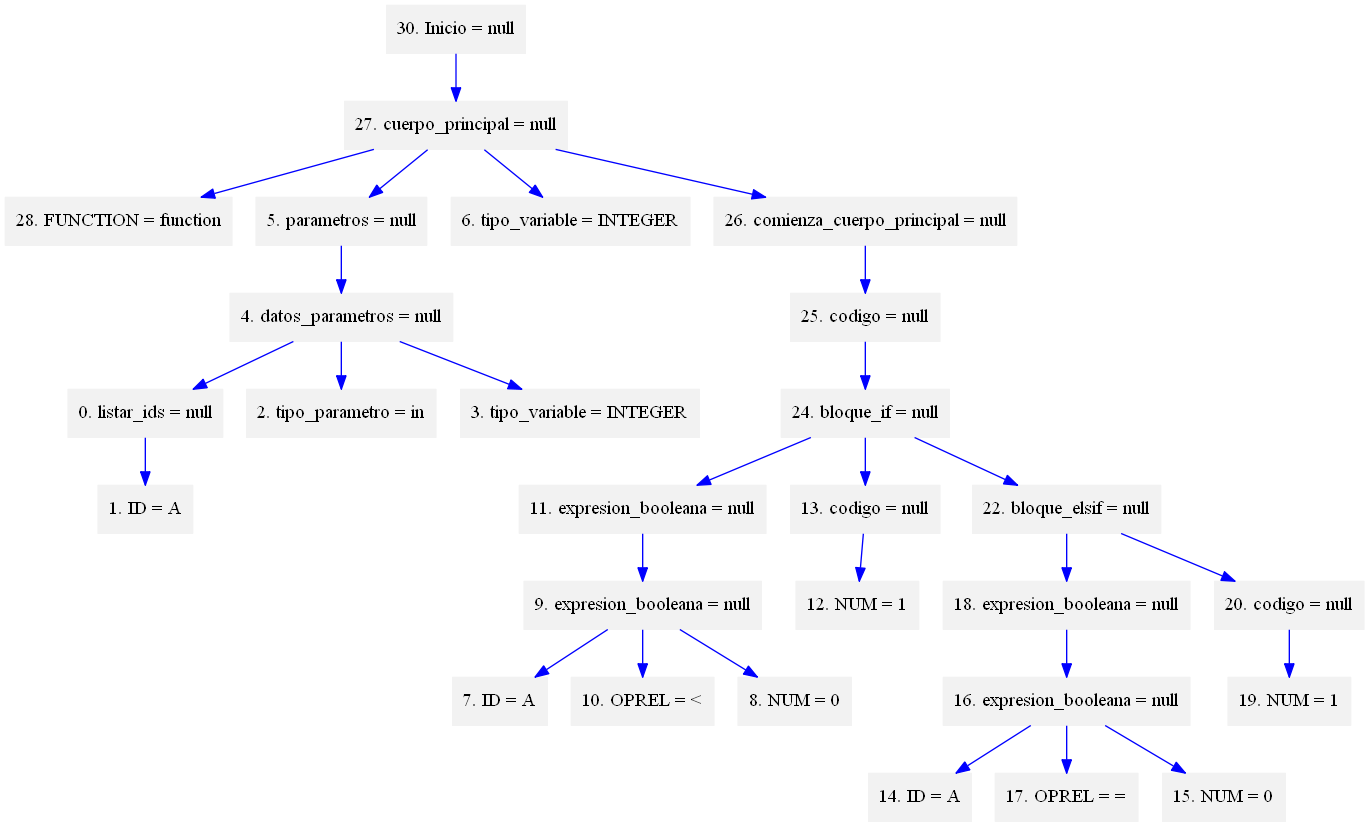 30. Inicio = null
27. cuerpo_principal = null
28. FUNCTION = function
5. parametros = null
6. tipo_variable = INTEGER
26. comienza_cuerpo_principal = null
4. datos_parametros = null
25. codigo = null
0. listar_ids = null
2. tipo_parametro = in
3. tipo_variable = INTEGER
24. bloque_if = null
1. ID = A
11. expresion_booleana = null
13. codigo = null
22. bloque_elsif = null
9. expresion_booleana = null
12. NUM = 1
18. expresion_booleana = null
20. codigo = null
7. ID = A
10. OPREL = <
8. NUM = 0
16. expresion_booleana = null
19. NUM = 1
14. ID = A
17. OPREL = =
15. NUM = 0